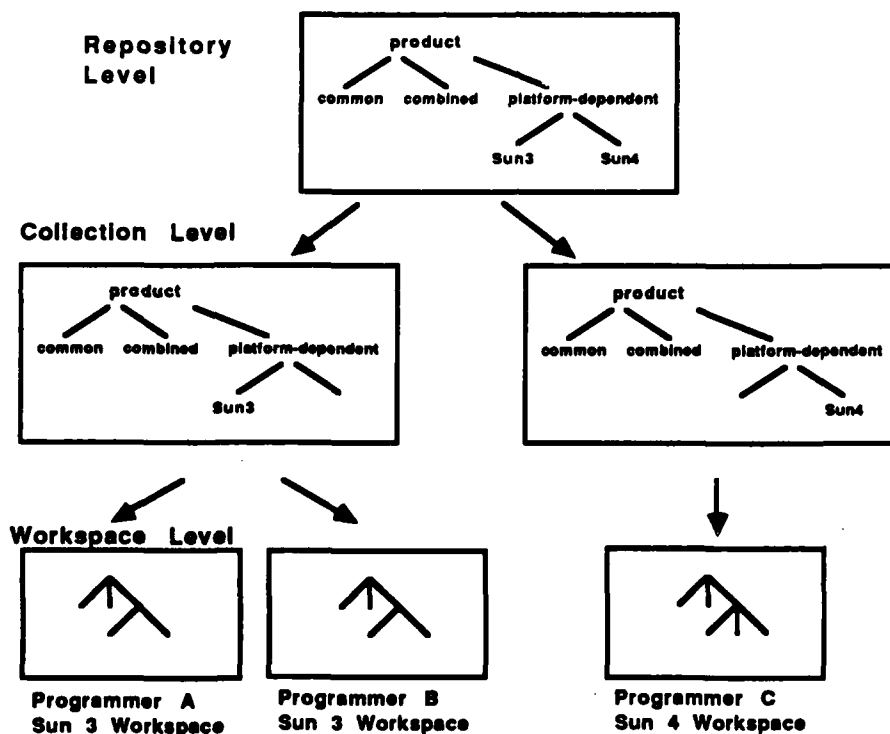 Repository
Level
product
common combined platform-dependent
Sun3 Sun4
Collection Level
product
common combined platform-dependent
Sun3
product
common combined platform-dependent
Sun4
Workspace Level
Programmer A
Sun 3 Workspace
Programmer B
Sun 3 Workspace
Programmer C
Sun 4 Workspace